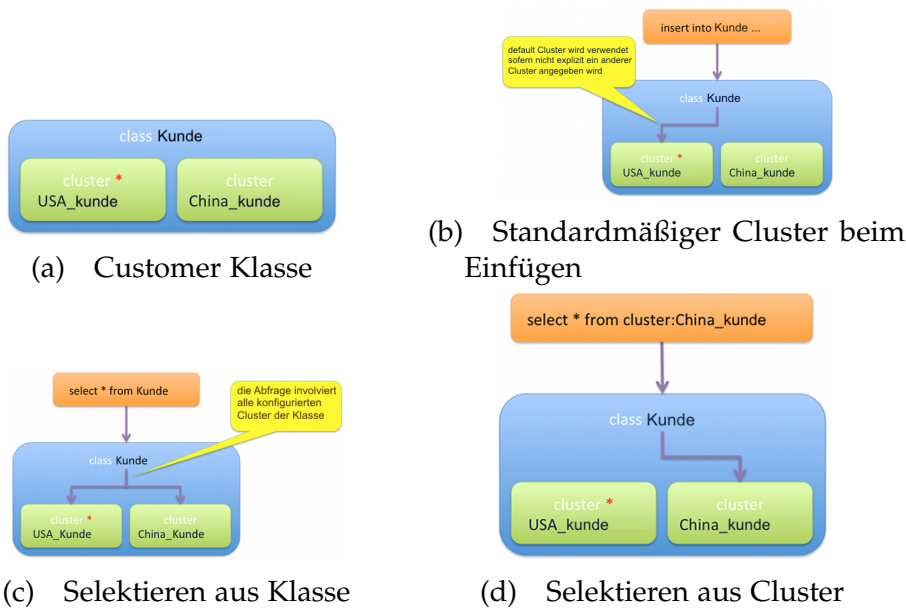 class Kunde
cluster *
USA_kunde
cluster
China_kunde
(a) Customer Klasse
insert into Kunde ...
default Cluster wird verwendet
sofern nicht explizit ein anderer
Cluster angegeben wird
class Kunde
cluster *
USA_kunde
cluster
China_kunde
(b) Standardmäßiger Cluster beim
Einfügen
select * from Kunde
die Abfrage involviert
alle konfigurierten
Cluster der Klasse
class Kunde
cluster *
USA_Kunde
cluster
China_Kunde
(c) Selektieren aus Klasse
select * from cluster:China_kunde
class Kunde
cluster *
USA_kunde
cluster
China_kunde
(d) Selektieren aus Cluster